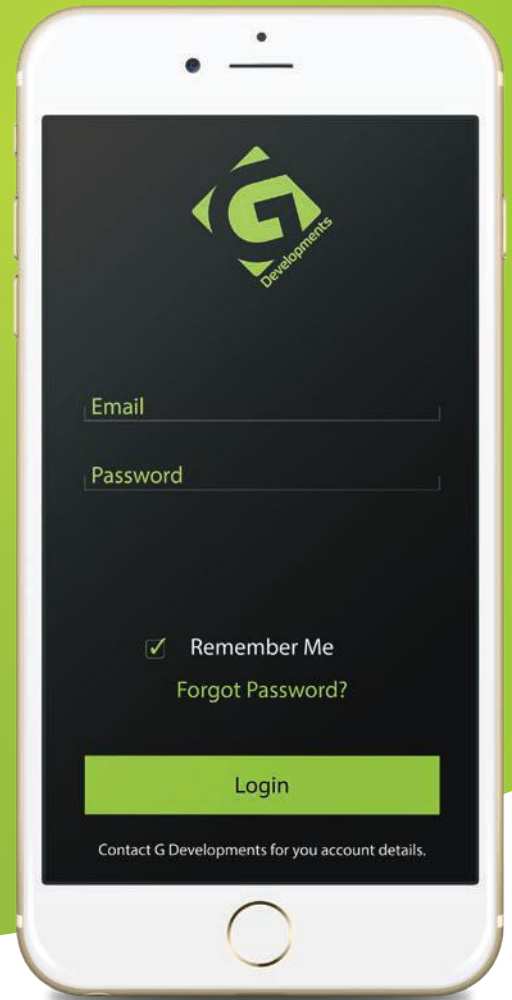 G
Developments
Email
Password
Remember Me
Forgot Password?
Login
Contact G Developments for you account details.